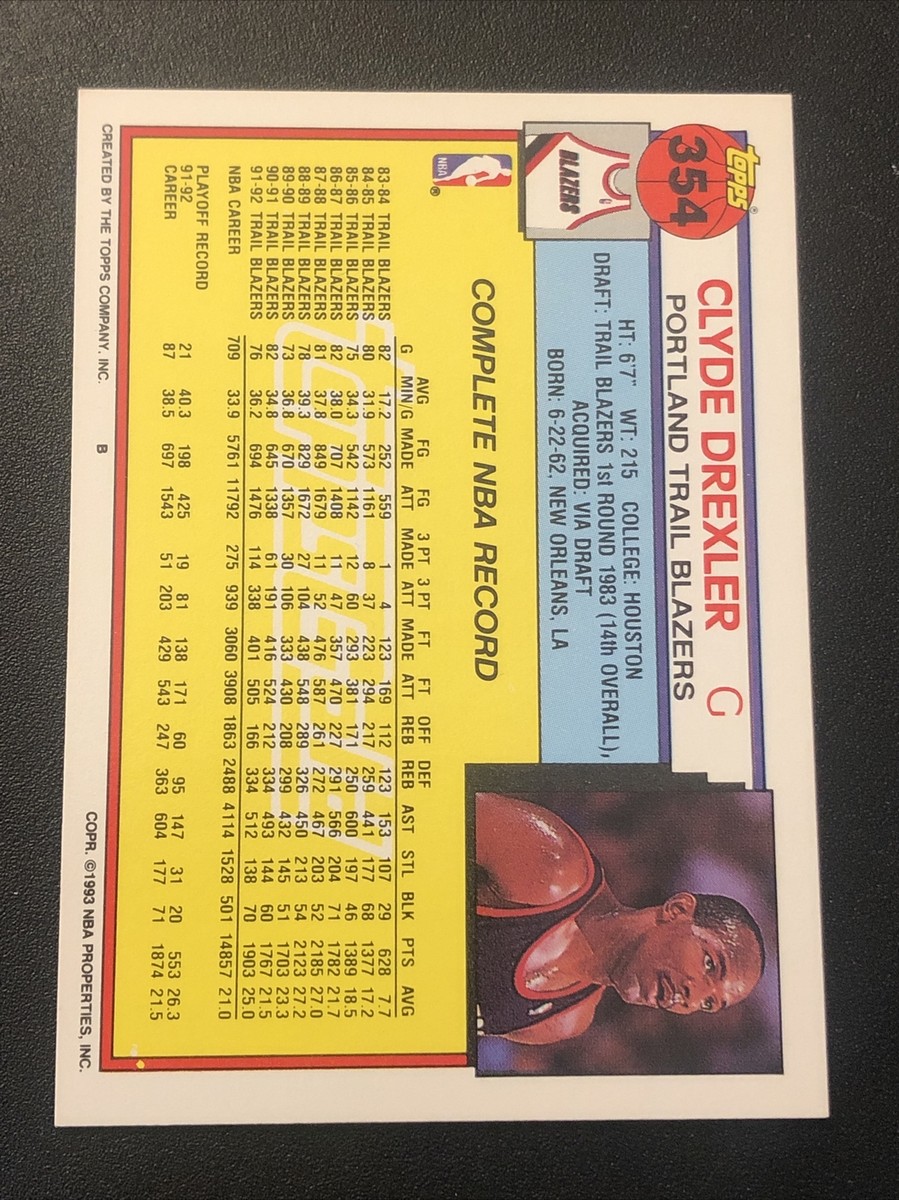 topps®
354
CLYDE DREXLER G
PORTLAND TRAIL BLAZERS
BLAZERS
HT: 6'7" WT: 215 COLLEGE: HOUSTON
DRAFT: TRAIL BLAZERS 1st ROUND 1983 (14th OVERALL),
ACQUIRED: VIA DRAFT
BORN: 6-22-62, NEW ORLEANS, LA
NBA ®
COMPLETE NBA RECORD
AVG FG FG 3 PT 3 PT FT FT OFF DEF
G MIN/G MADE ATT MADE ATT MADE ATT REB REB AST STL BLK PTS AVG
83-84 TRAIL BLAZERS 82 17.2 252 559 1 4 123 169 112 123 153 107 29 628 7.7
84-85 TRAIL BLAZERS 80 31.9 573 1161 8 37 223 294 217 259 441 177 68 1377 17.2
85-86 TRAIL BLAZERS 75 34.3 542 1142 12 60 293 381 171 250 600 197 46 1389 18.5
86-87 TRAIL BLAZERS 82 38.0 707 1408 11 47 357 470 227 291 566 204 71 1782 21.7
87-88 TRAIL BLAZERS 81 37.8 849 1679 11 52 476 587 261 272 467 203 52 2185 27.0
88-89 TRAIL BLAZERS 78 39.3 829 1672 27 104 438 548 289 326 450 213 54 2123 27.2
89-90 TRAIL BLAZERS 73 36.8 670 1357 30 106 333 430 208 299 432 145 51 1703 23.3
90-91 TRAIL BLAZERS 82 34.8 645 1338 61 191 416 524 212 334 493 144 60 1767 21.5
91-92 TRAIL BLAZERS 76 36.2 694 1476 114 338 401 505 166 334 512 138 70 1903 25.0
NBA CAREER 709 33.9 5761 11792 275 939 3060 3908 1863 2488 4114 1528 501 14857 21.0
PLAYOFF RECORD
91-92 21 40.3 198 425 19 81 138 171 60 95 147 31 20 553 26.3
CAREER 87 38.5 697 1543 51 203 429 543 247 363 604 177 71 1874 21.5
CREATED BY THE TOPPS COMPANY, INC. B COPR. ©1993 NBA PROPERTIES, INC.